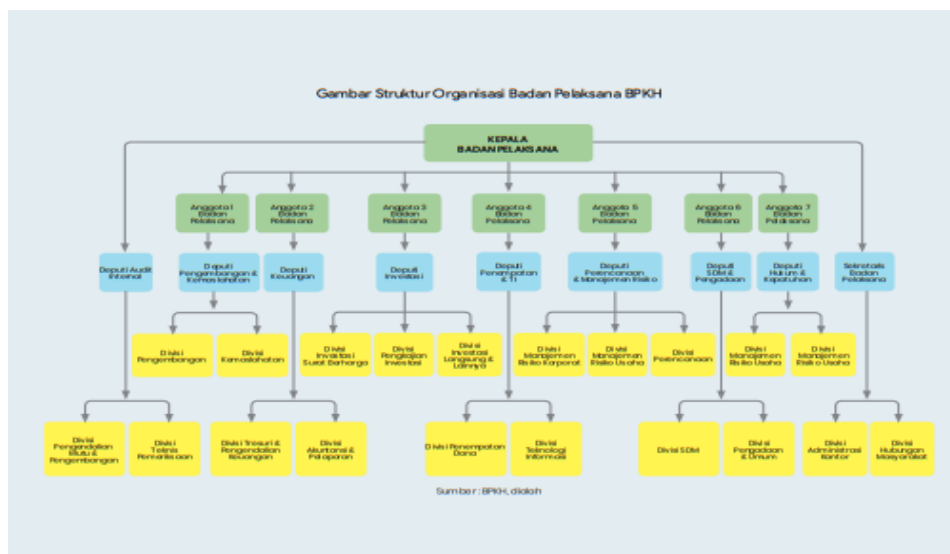 Gambar Struktur Organisasi Badan Pelaksana BPKH
KEPALA
BADAN PELAKSANA
Anggota 1
Badan
Pelaksana
Anggota 2
Badan
Pelaksana
Anggota 3
Badan
Pelaksana
Anggota 4
Badan
Pelaksana
Anggota 5
Badan
Pelaksana
Anggota 6
Badan
Pelaksana
Anggota 7
Badan
Pelaksana
Deputi Audit
Internal
Deputi
Pengembangan &
Kemaslahatan
Deputi
Keuangan
Deputi
Investasi
Deputi
Penempatan
& TI
Deputi
Perencanaan
& Manajemen Risiko
Deputi
SDM &
Pengadaan
Deputi
Hukum &
Kepatuhan
Sekretaris
Badan
Pelaksana
Divisi
Pengembangan
Divisi
Kemaslahatan
Divisi
Investasi
Surat Berharga
Divisi
Pengkajian
Investasi
Divisi
Investasi
Langsung &
Lainnya
Divisi
Manajemen
Risiko Korporat
Divisi
Manajemen
Risiko Usaha
Divisi
Perencanaan
Divisi
Manajemen
Risiko Usaha
Divisi
Manajemen
Risiko Usaha
Divisi
Pengendalian
Mutu &
Pengembangan
Divisi
Teknis
Pemeriksaan
Divisi Tresuri &
Pengendalian
Keuangan
Divisi
Akuntansi &
Pelaporan
Divisi Penempatan
Dana
Divisi
Teknologi
Informasi
Divisi SDM
Divisi
Pengadaan
& Umum
Divisi
Administrasi
Kantor
Divisi
Hubungan
Masyarakat
Sumber : BPKH, diolah